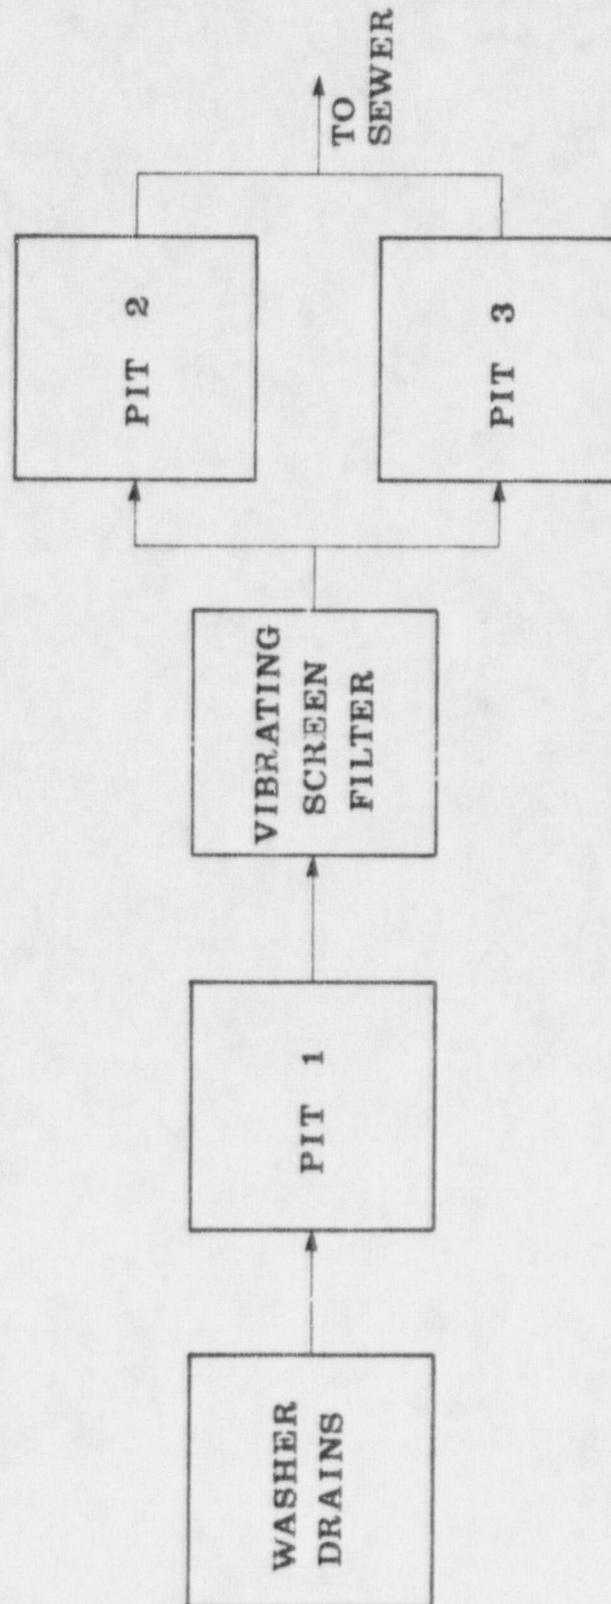 WASHER
DRAINS
PIT 1
VIBRATING
SCREEN
FILTER
PIT 2
PIT 3
TO
SEWER